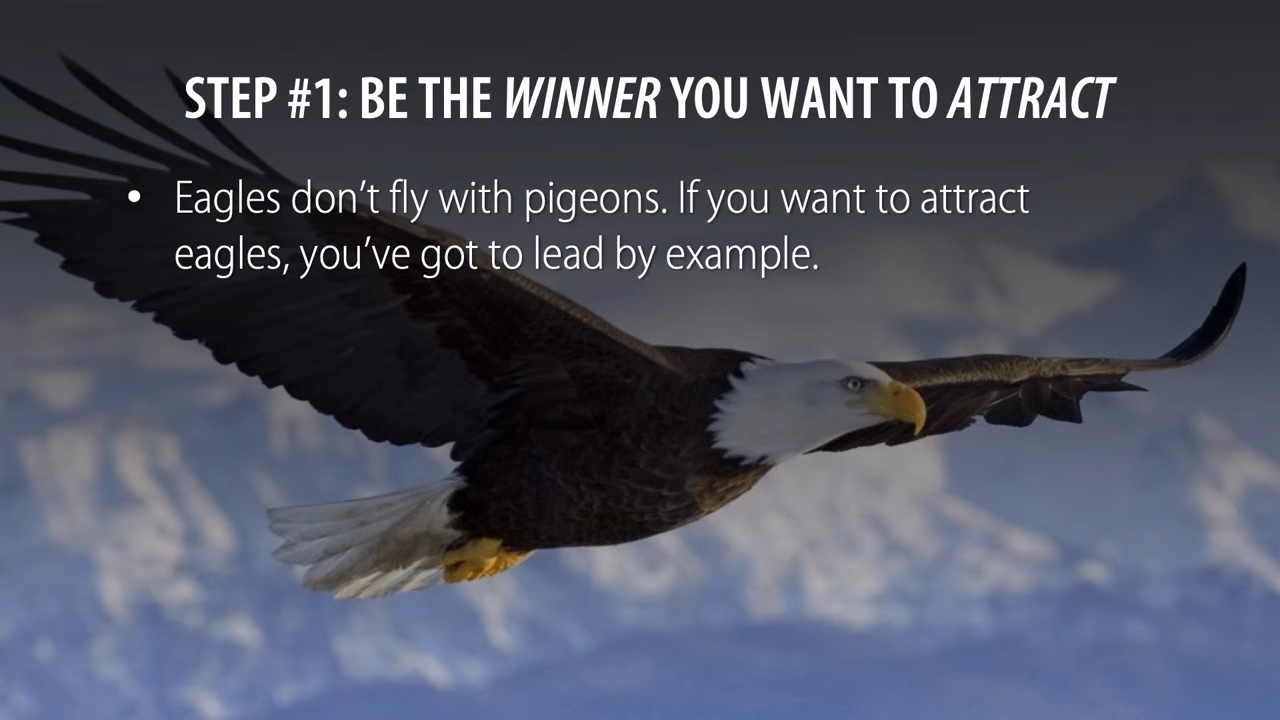 STEP #1: BE THE WINNER YOU WANT TO ATTRACT
• Eagles don’t fly with pigeons. If you want to attract
eagles, you’ve got to lead by example.